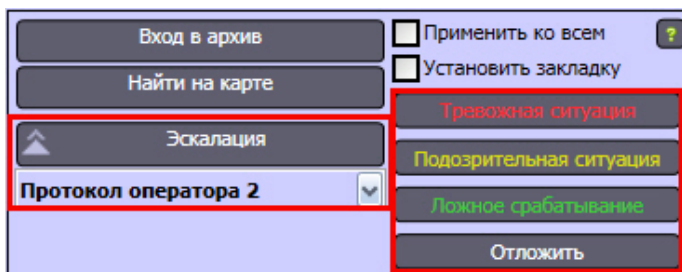 Вход в архив
Найти на карте
Эскалация
Протокол оператора 2
Применить ко всем
?
Установить закладку
Тревожная ситуация
Подозрительная ситуация
Ложное срабатывание
Отложить